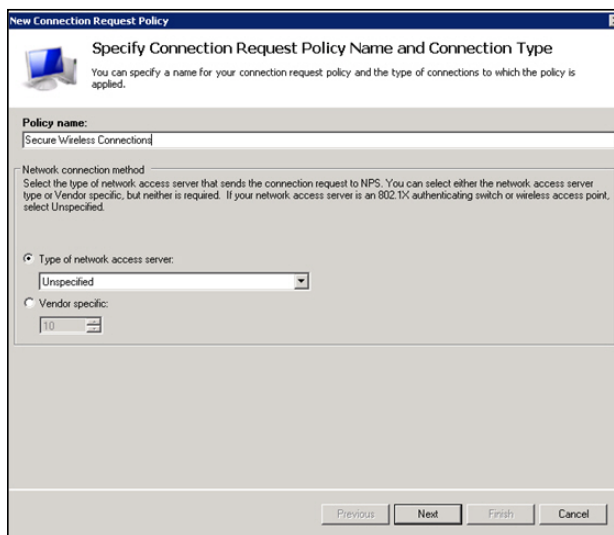 New Connection Request Policy
Specify Connection Request Policy Name and Connection Type
You can specify a name for your connection request policy and the type of connections to which the policy is
applied.
Policy name:
Secure Wireless Connections
Network connection method
Select the type of network access server that sends the connection request to NPS. You can select either the network access server
type or Vendor specific, but neither is required. If your network access server is an 802.1X authenticating switch or wireless access point,
select Unspecified.
Type of network access server:
Unspecified
Vendor specific:
10
Previous
Next
Finish
Cancel